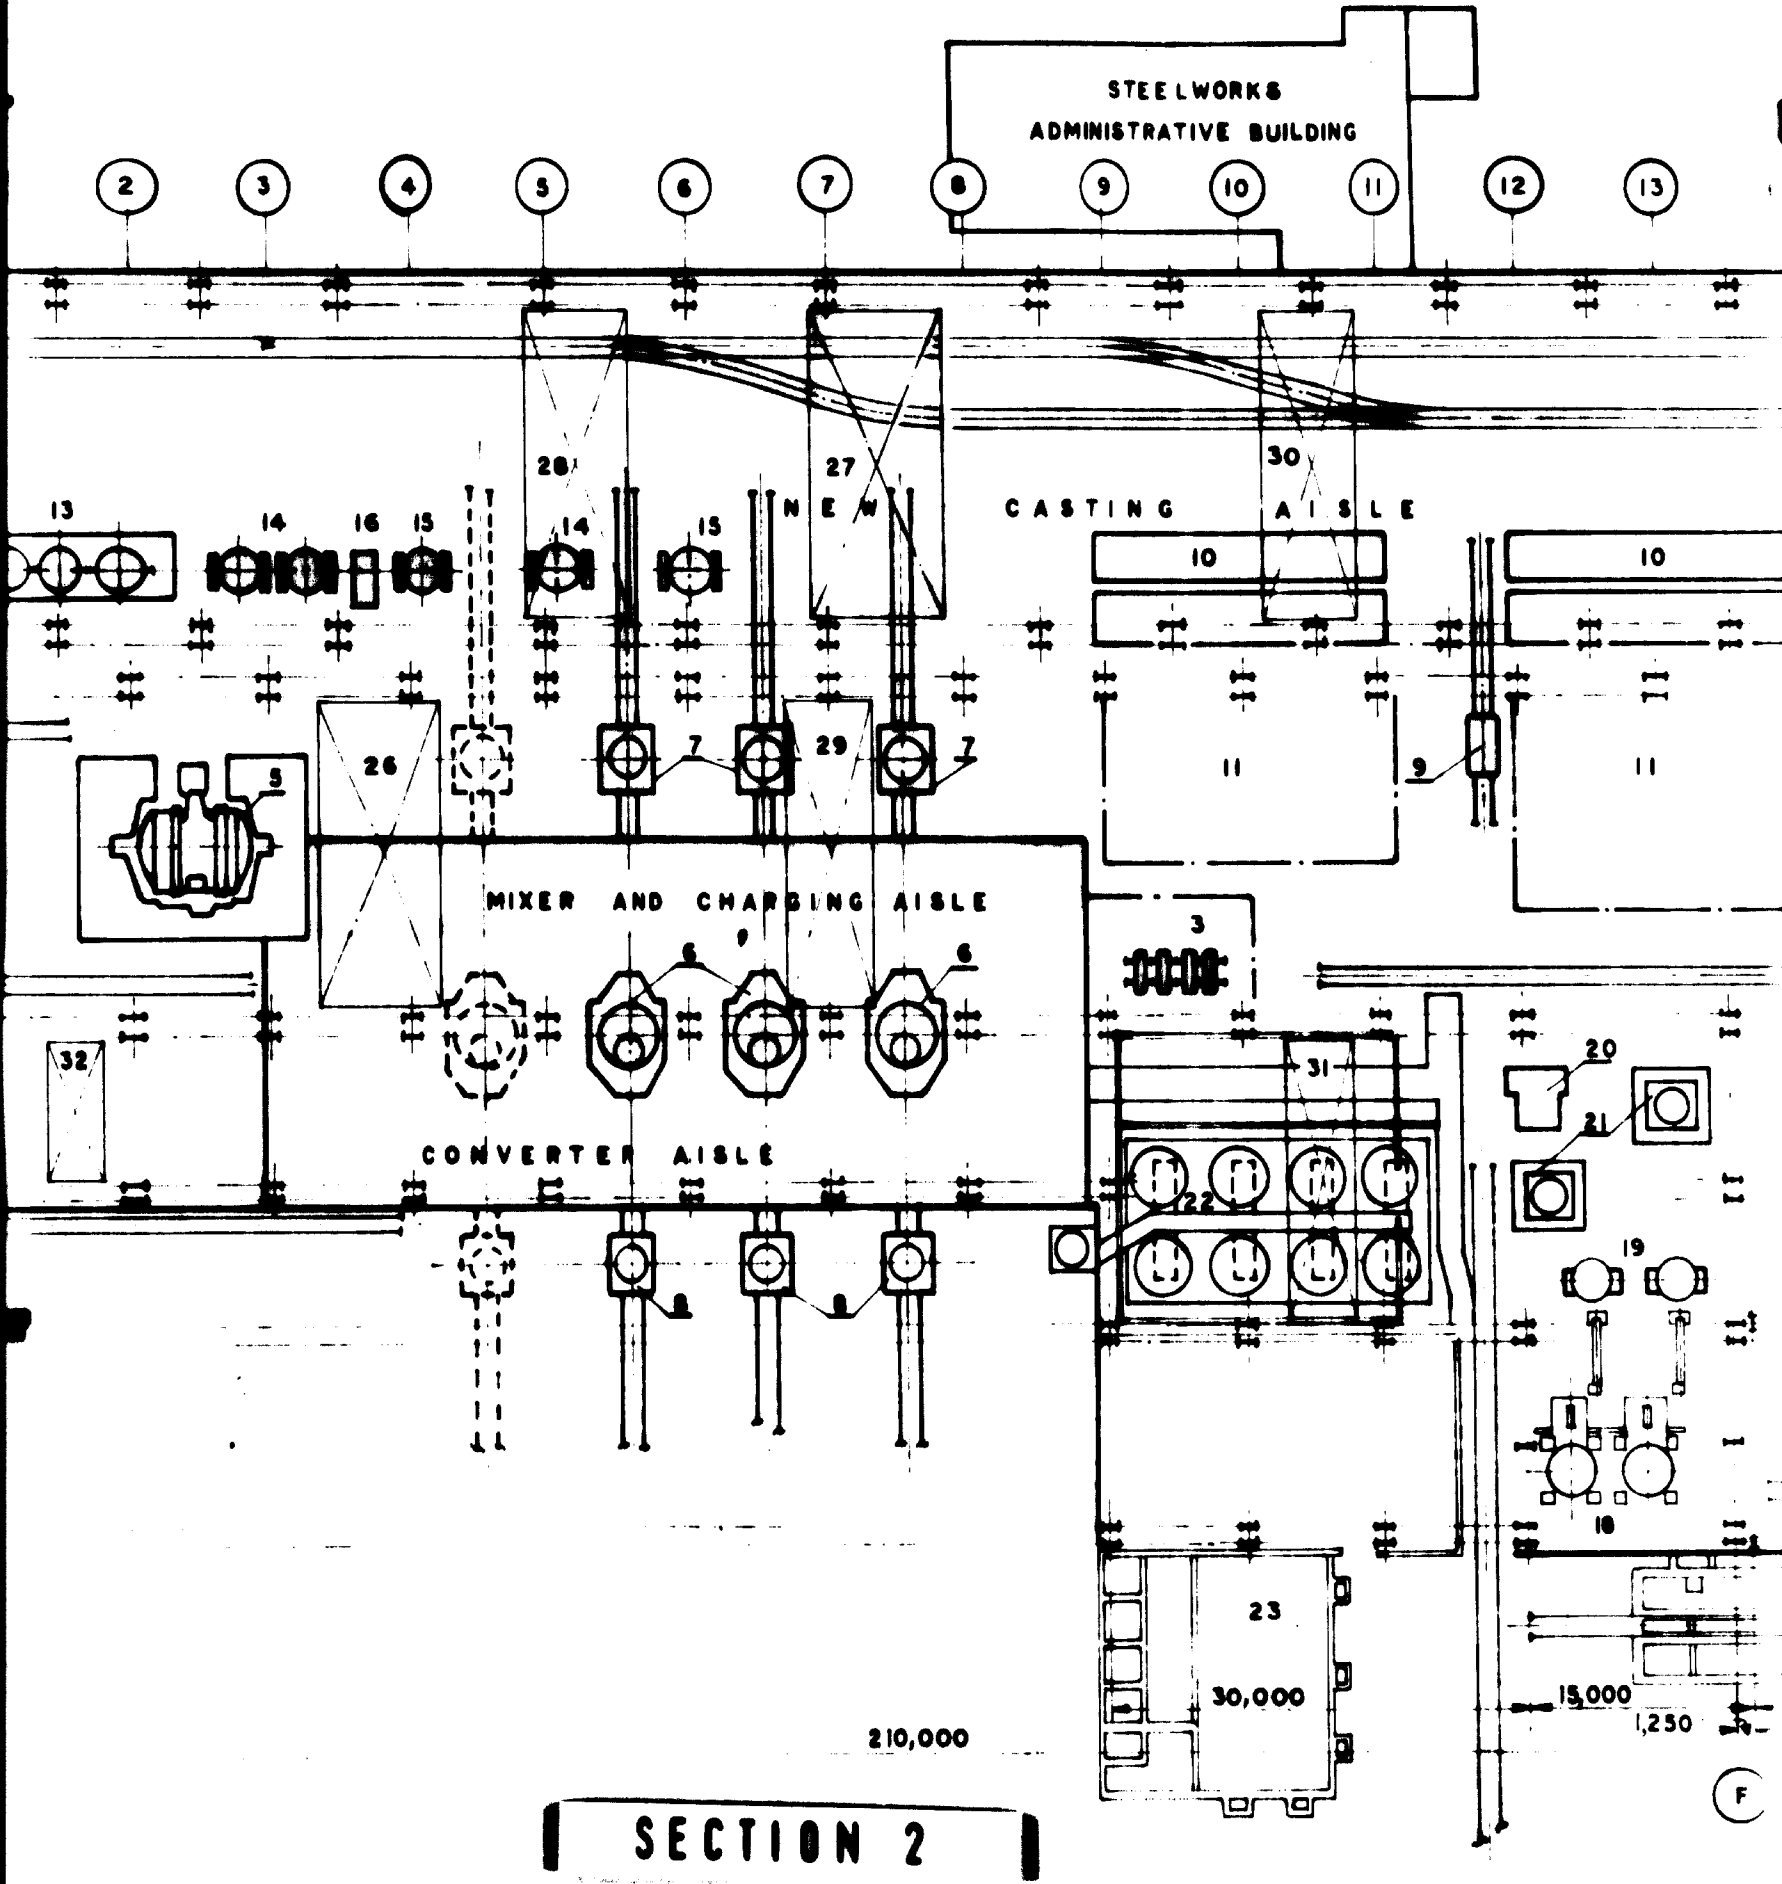 STEELWORKS
ADMINISTRATIVE BUILDING
2 3 4 5 6 7 8 9 10 11 12 13
28 27 30
NEW CASTING AISLE
13 14 16 15 14 15
10 10
26 7 29 7 11 9 11
5
MIXER AND CHARGING AISLE
3
6 6
32 31 20
21
CONVERTER AISLE
22
19
8 8
18
23
30,000 15,000
1,250
210,000
F
SECTION 2